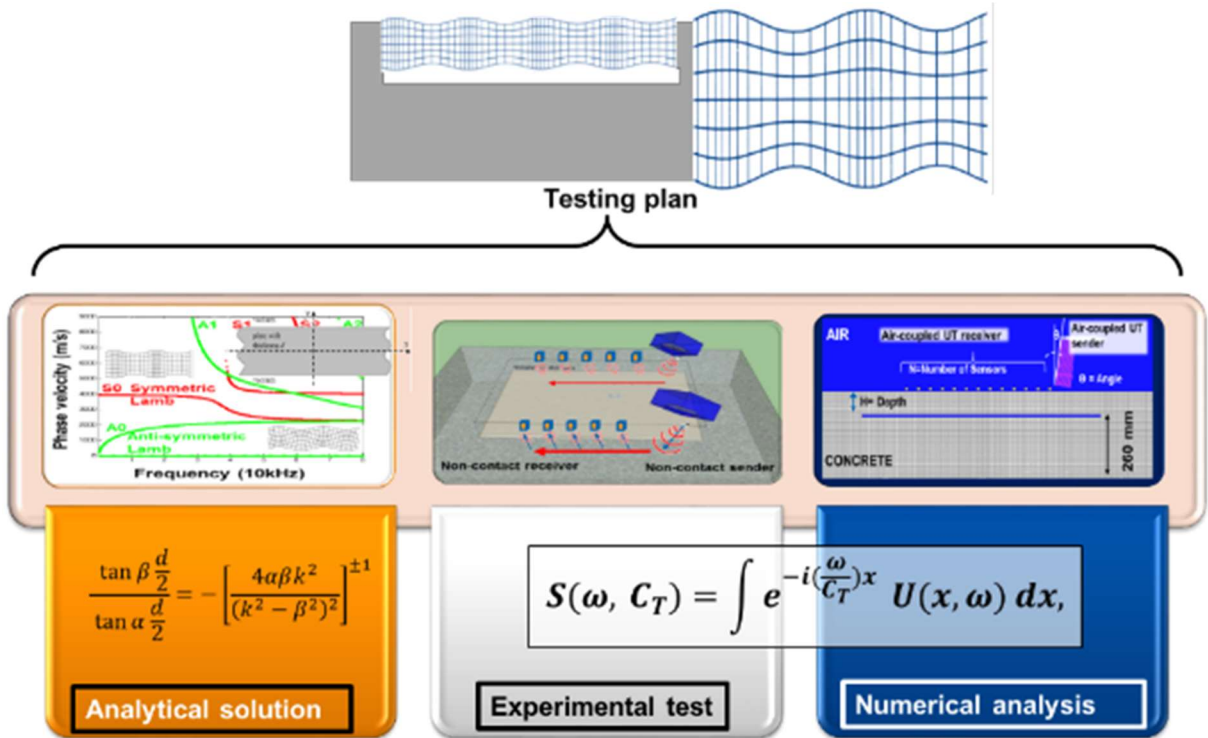 Testing plan
Phase velocity (m/s)
A1
S1
S2
A2
S0 Symmetric
Lamb
A0
Anti-symmetric
Lamb
Frequency (10kHz)
Non-contact receiver
Non-contact sender
AIR
Air-coupled UT receiver
Air-coupled UT
sender
N=Number of Sensors
θ
θ = Angle
H= Depth
CONCRETE
260 mm
tan β d/2 / tan α d/2 = −[4αβk² / (k² − β²)²]^±1
S(ω, C_T) = ∫ e^−i(ω/C_T)x U(x, ω) dx,
Analytical solution
Experimental test
Numerical analysis